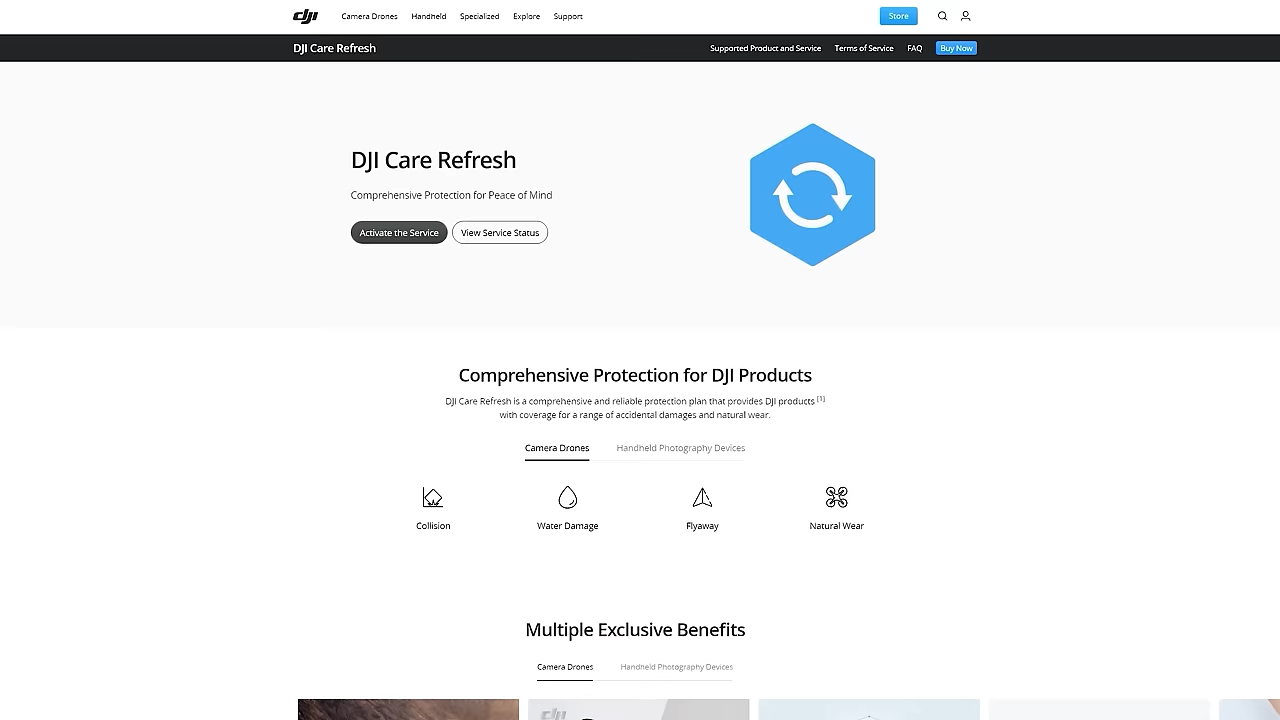 dji
Camera Drones
Handheld
Specialized
Explore
Support
Store
DJI Care Refresh
Supported Product and Service
Terms of Service
FAQ
Buy Now
DJI Care Refresh
Comprehensive Protection for Peace of Mind
Activate the Service
View Service Status
Comprehensive Protection for DJI Products
DJI Care Refresh is a comprehensive and reliable protection plan that provides DJI products [1]
with coverage for a range of accidental damages and natural wear.
Camera Drones
Handheld Photography Devices
Collision
Water Damage
Flyaway
Natural Wear
Multiple Exclusive Benefits
Camera Drones
Handheld Photography Devices
dji